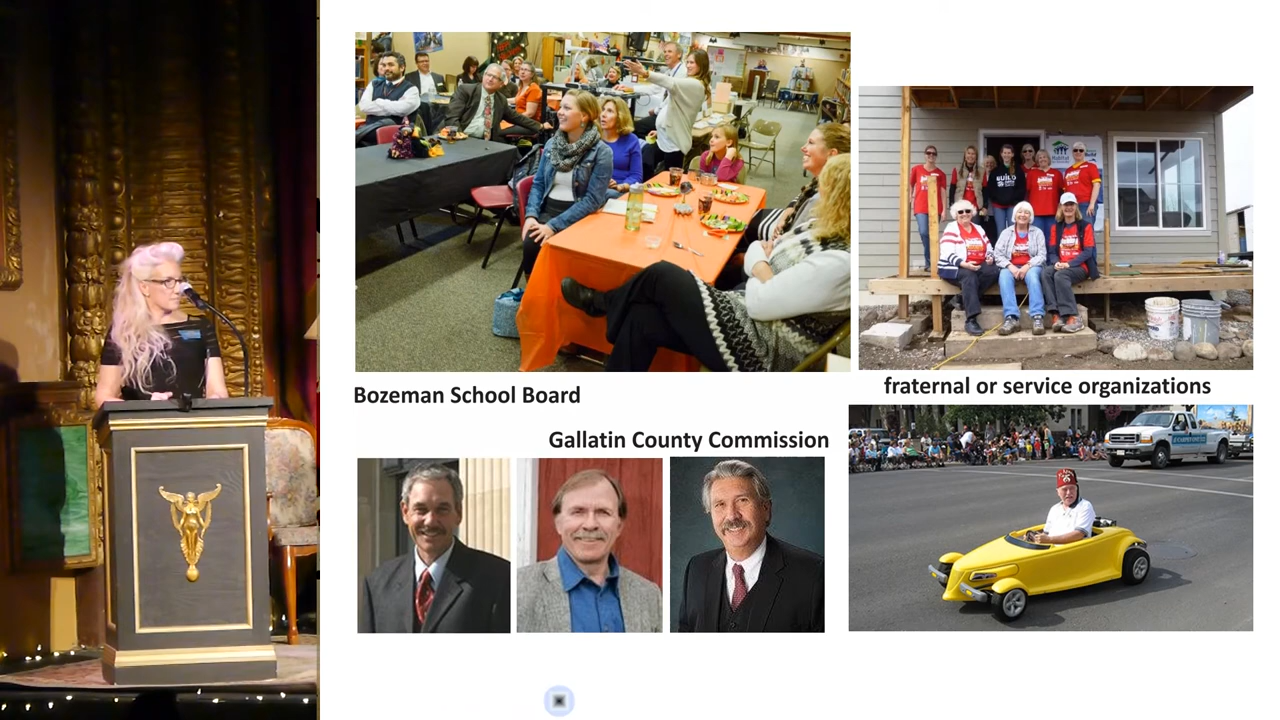 BUILD
Bozeman School Board
fraternal or service organizations
Gallatin County Commission